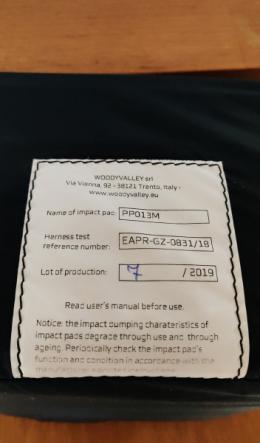 WOODYVALLEY srl
Via Vienna, 92 - 38121 Trento, Italy -
www.woodyvalley.eu
Name of impact pad: PP013M
Harness test
reference number: EAPR-GZ-0831/18
Lot of production: 7 / 2019
Read user's manual before use.
Notice: the impact dumping charateristics of
impact pads degrade through use and through
ageing. Periodically check the impact pad's
function and condition in accordance with the